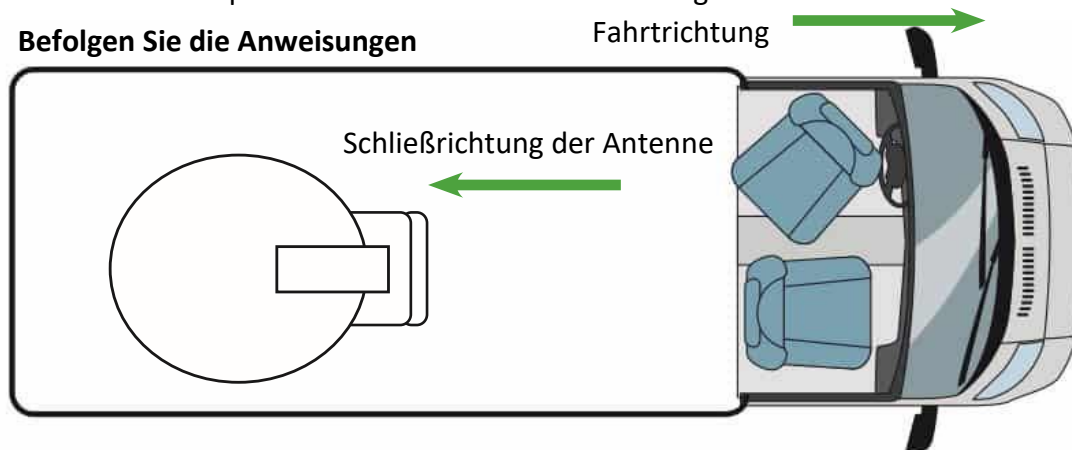 Fahrtrichtung
Befolgen Sie die Anweisungen
Schließrichtung der Antenne